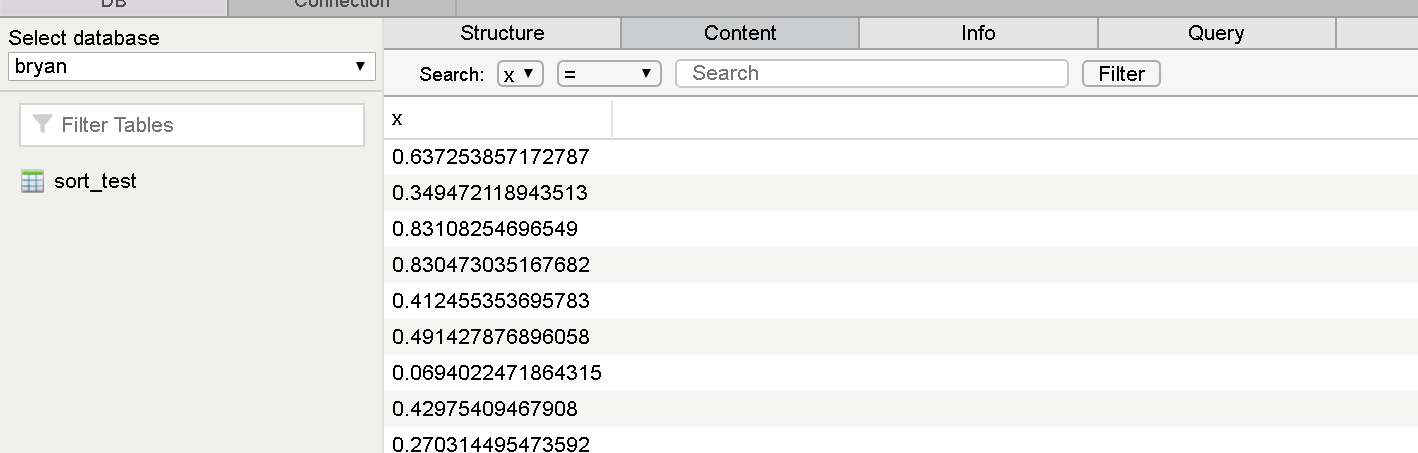 DB Connection
Select database
bryan
Filter Tables
sort_test
Structure Content Info Query
Search: x = Search Filter
x
0.637253857172787
0.349472118943513
0.83108254696549
0.830473035167682
0.412455353695783
0.491427876896058
0.0694022471864315
0.42975409467908
0.270314495473592